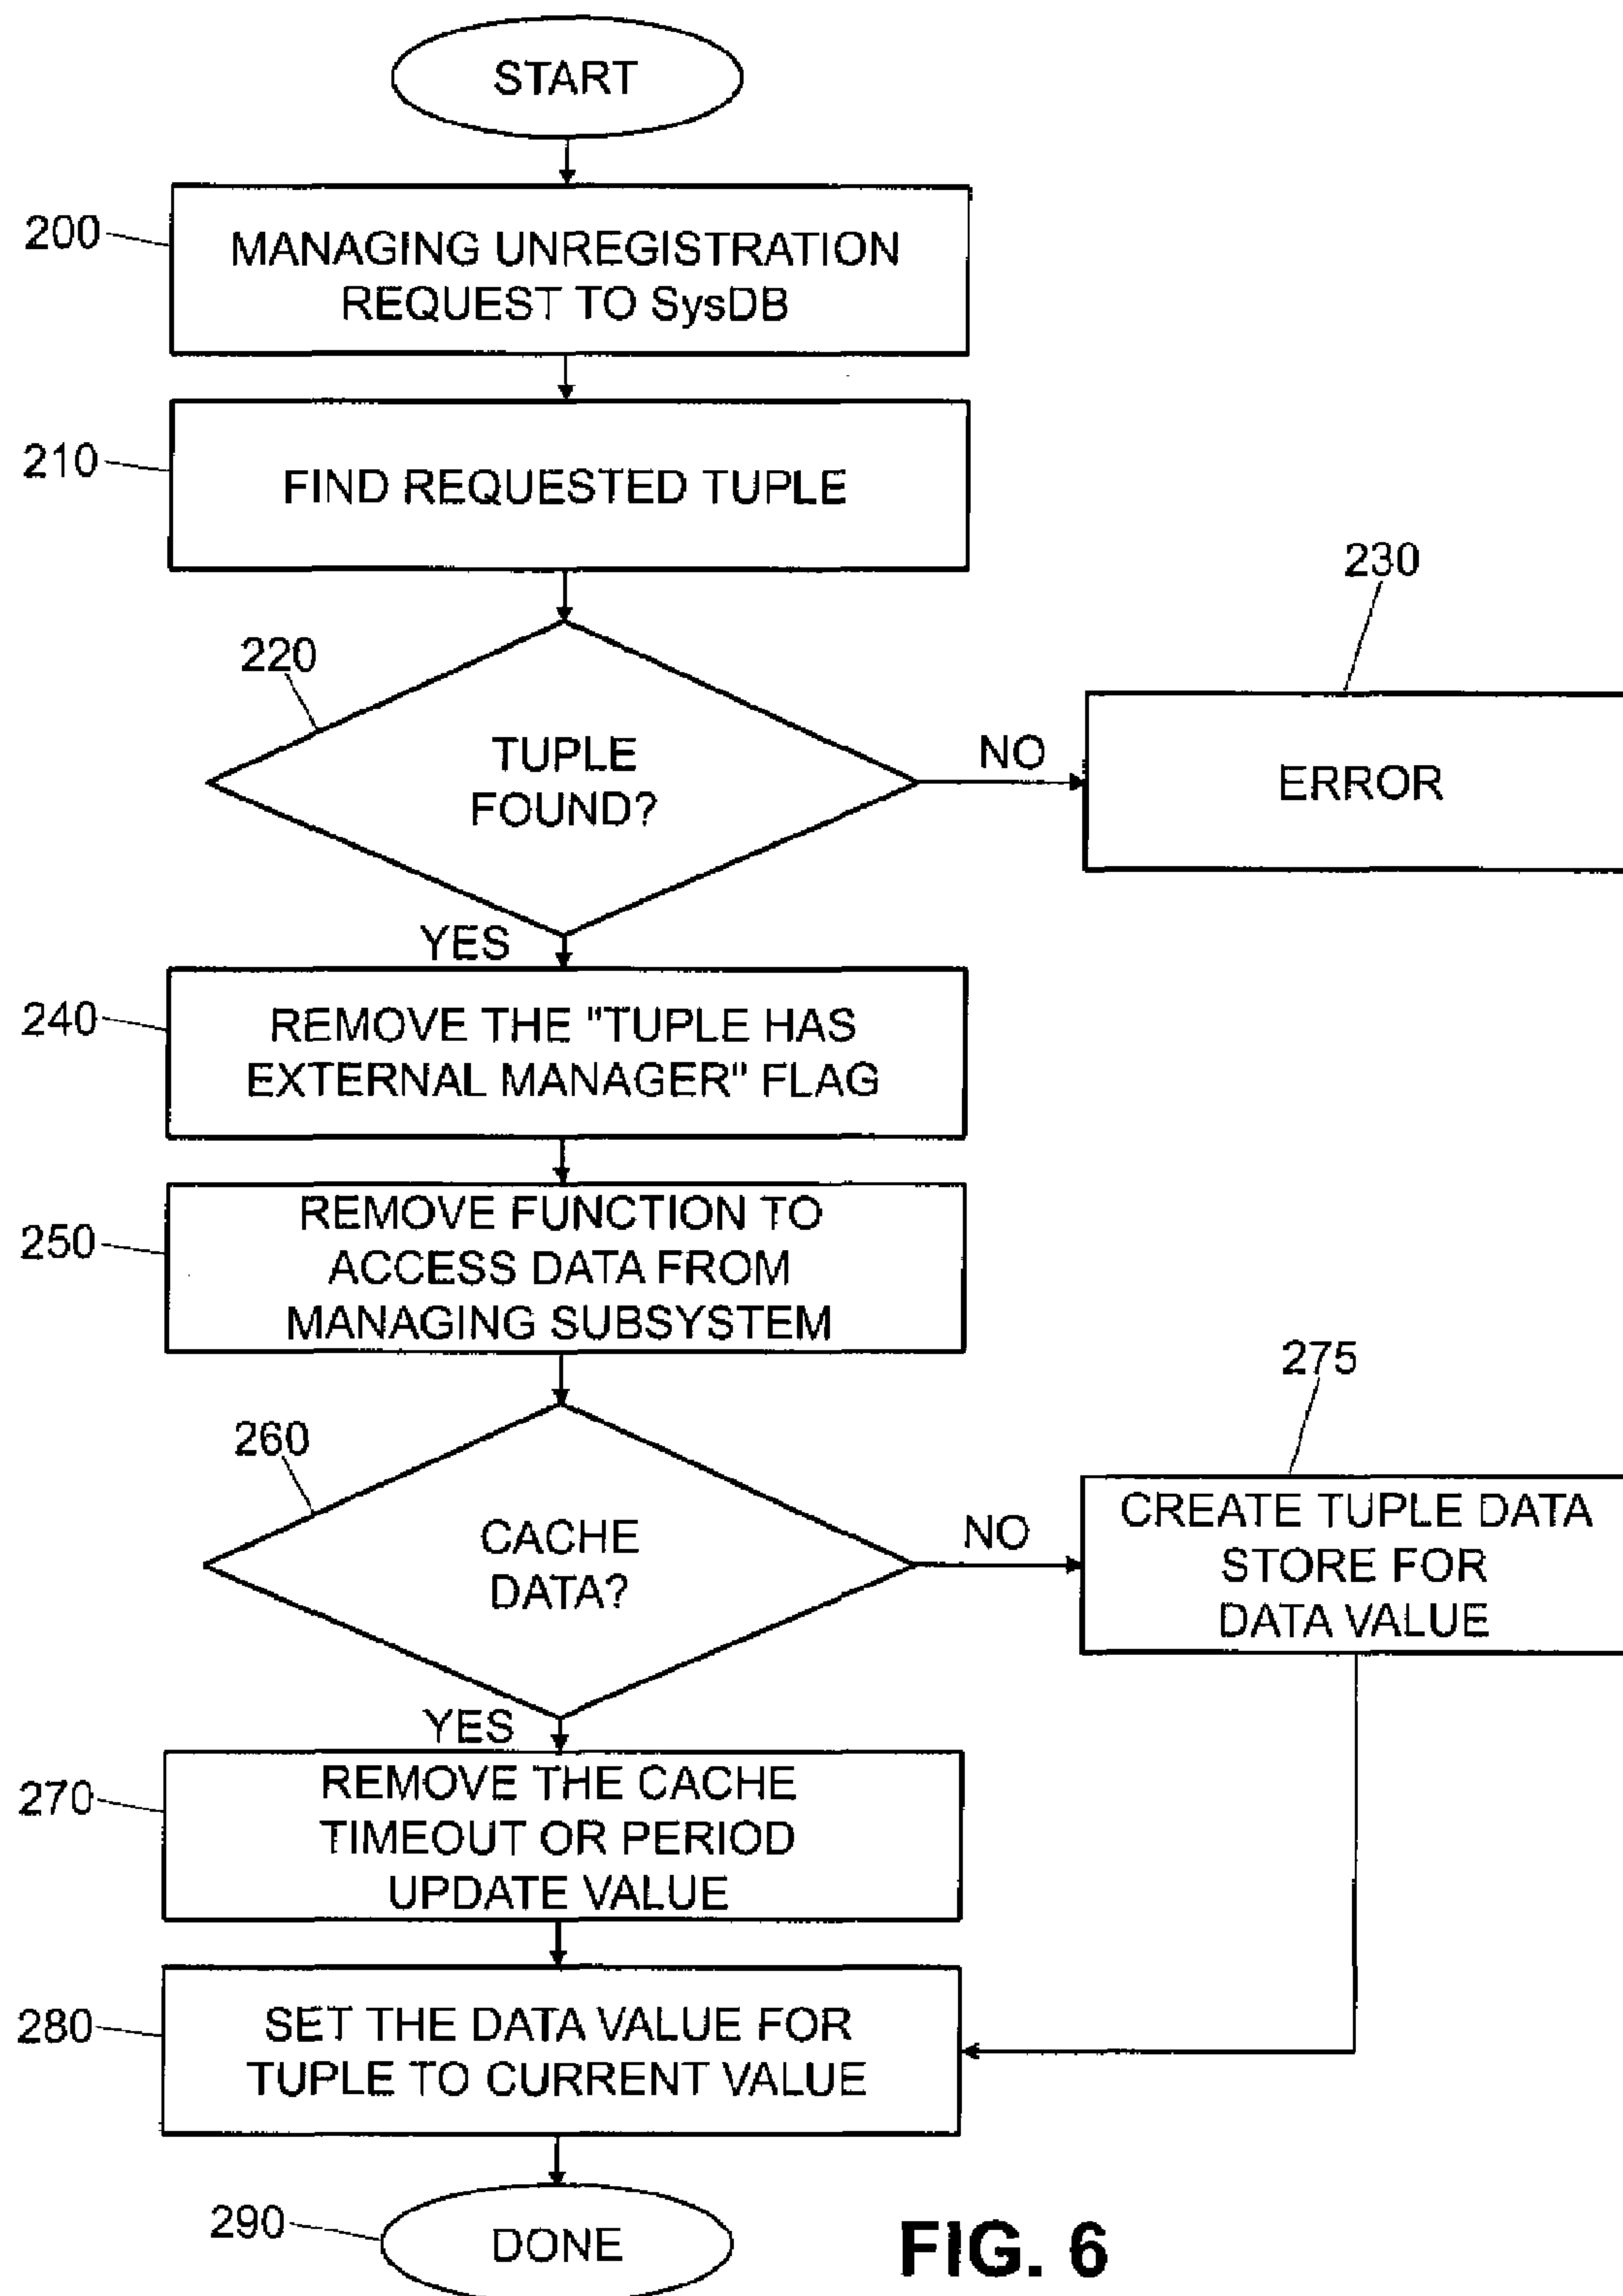 START
200
MANAGING UNREGISTRATION
REQUEST TO SysDB
210
FIND REQUESTED TUPLE
220
TUPLE
FOUND?
NO
230
ERROR
YES
240
REMOVE THE "TUPLE HAS
EXTERNAL MANAGER" FLAG
250
REMOVE FUNCTION TO
ACCESS DATA FROM
MANAGING SUBSYSTEM
260
CACHE
DATA?
NO
275
CREATE TUPLE DATA
STORE FOR
DATA VALUE
YES
270
REMOVE THE CACHE
TIMEOUT OR PERIOD
UPDATE VALUE
280
SET THE DATA VALUE FOR
TUPLE TO CURRENT VALUE
290
DONE
FIG. 6